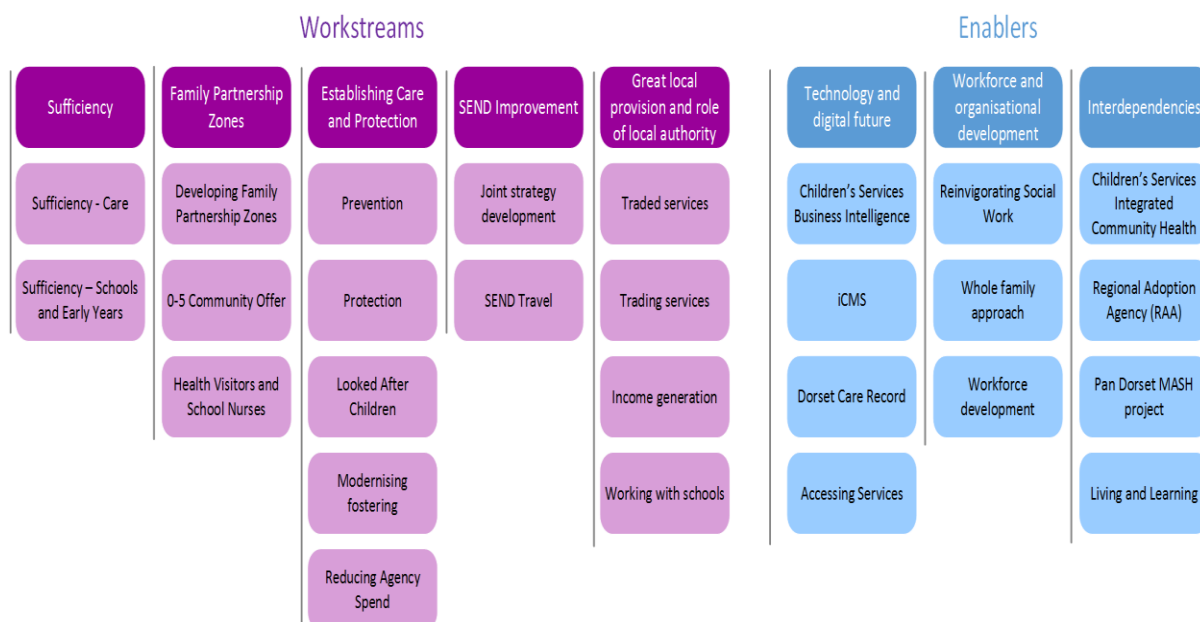 Workstreams
Sufficiency
Sufficiency - Care
Sufficiency – Schools
and Early Years
Family Partnership
Zones
Developing Family
Partnership Zones
0-5 Community Offer
Health Visitors and
School Nurses
Establishing Care
and Protection
Prevention
Protection
Looked After
Children
Modernising
fostering
Reducing Agency
Spend
SEND Improvement
Joint strategy
development
SEND Travel
Great local
provision and role
of local authority
Traded services
Trading services
Income generation
Working with schools
Enablers
Technology and
digital future
Children's Services
Business Intelligence
iCMS
Dorset Care Record
Accessing Services
Workforce and
organisational
development
Reinvigorating Social
Work
Whole family
approach
Workforce
development
Interdependencies
Children's Services
Integrated
Community Health
Regional Adoption
Agency (RAA)
Pan Dorset MASH
project
Living and Learning